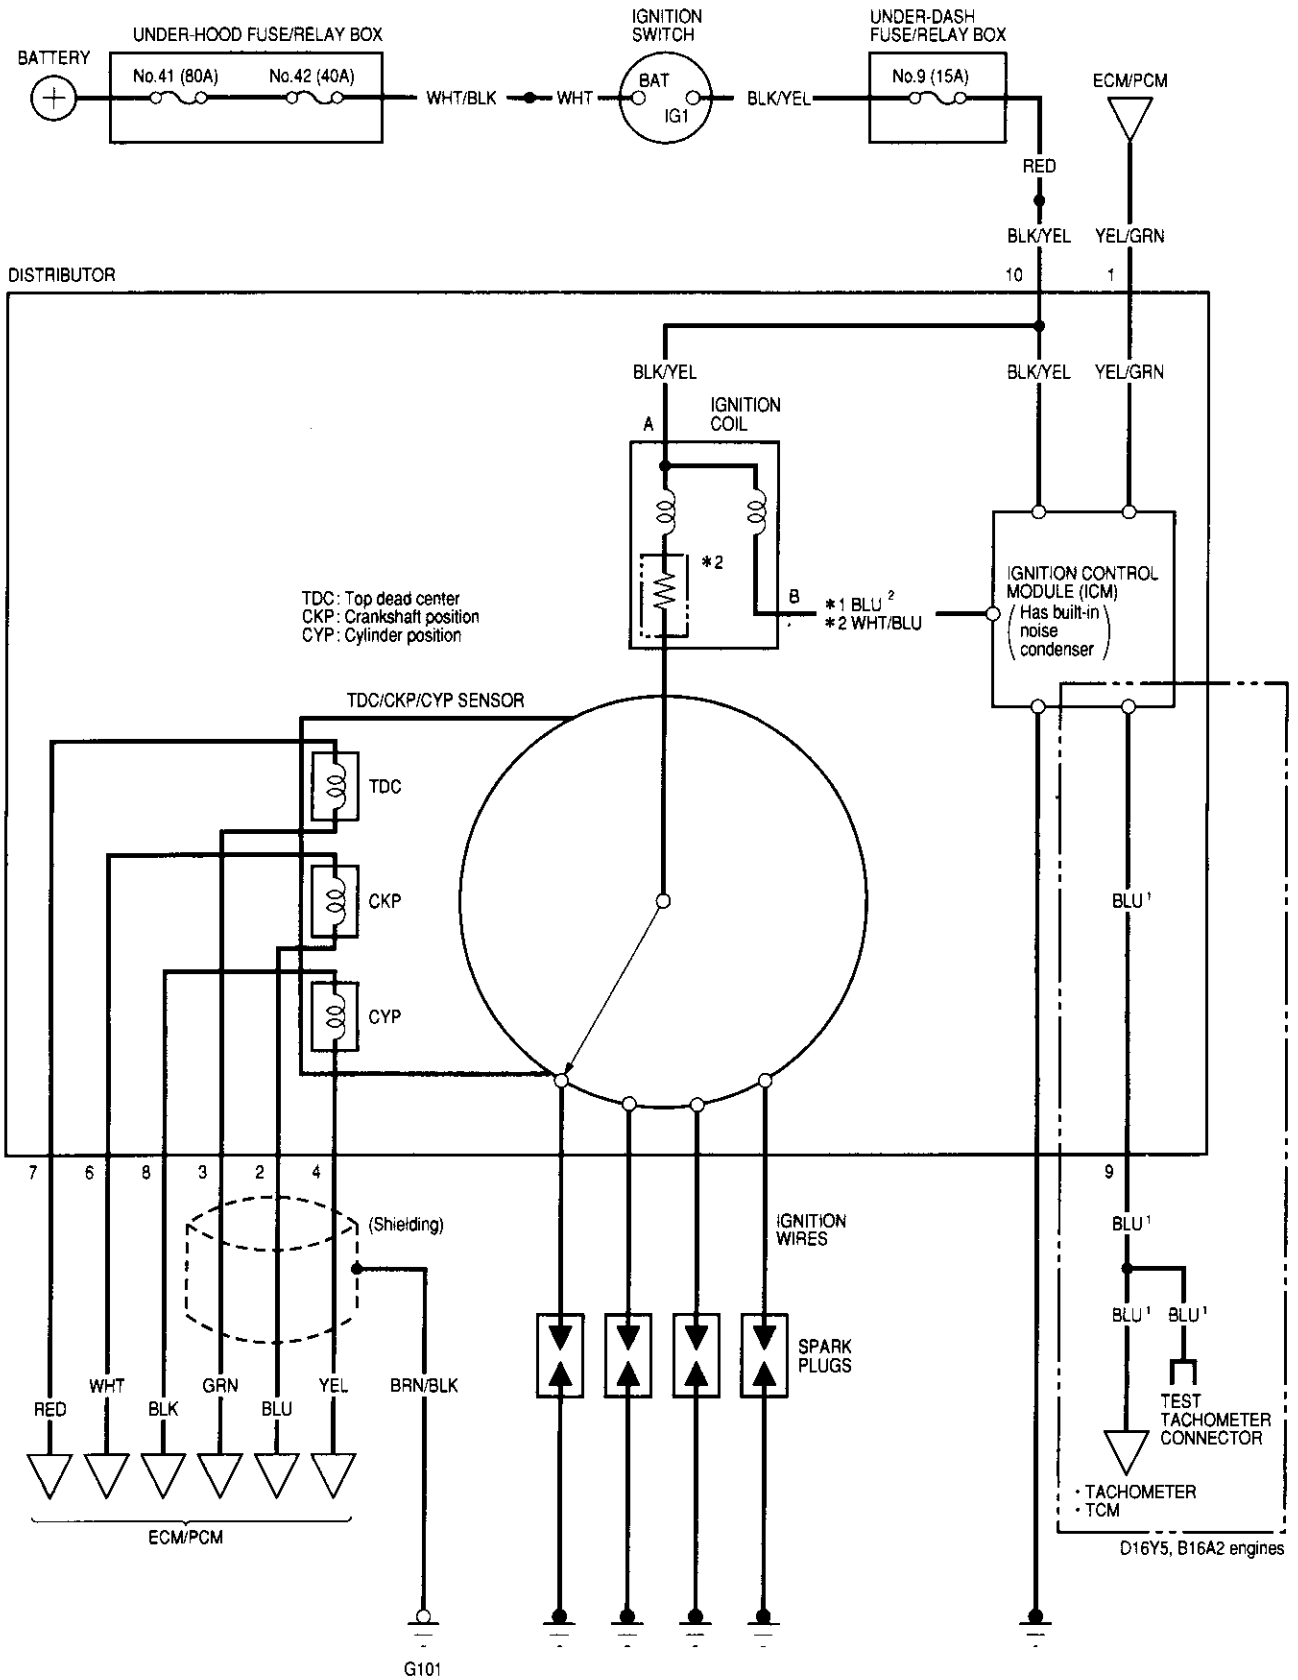 IGNITION
SWITCH
UNDER-DASH
FUSE/RELAY BOX
UNDER-HOOD FUSE/RELAY BOX
BATTERY
No.41 (80A)
No.42 (40A)
BAT
IG1
No.9 (15A)
ECM/PCM
WHT/BLK
WHT
BLK/YEL
RED
BLK/YEL
YEL/GRN
DISTRIBUTOR
10
1
BLK/YEL
BLK/YEL
YEL/GRN
IGNITION
COIL
A
*2
IGNITION CONTROL
MODULE (ICM)
(Has built-in
noise
condenser)
B
*1 BLU ²
*2 WHT/BLU
TDC: Top dead center
CKP: Crankshaft position
CYP: Cylinder position
TDC/CKP/CYP SENSOR
TDC
CKP
BLU ¹
CYP
7
6
8
3
2
4
9
(Shielding)
IGNITION
WIRES
BLU ¹
BLU ¹
BLU ¹
SPARK
PLUGS
WHT
GRN
YEL
BRN/BLK
RED
BLK
BLU
TEST
TACHOMETER
CONNECTOR
• TACHOMETER
• TCM
ECM/PCM
D16Y5, B16A2 engines
G101